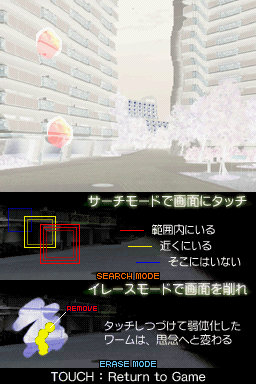 サーチモードで画面にタッチ
範囲内にいる
近くにいる
そこにはいない
SEARCH MODE
イレースモードで画面を削れ
REMOVE
タッチしつづけて弱体化した
ワームは、思念へと変わる
ERASE MODE
TOUCH : Return to Game